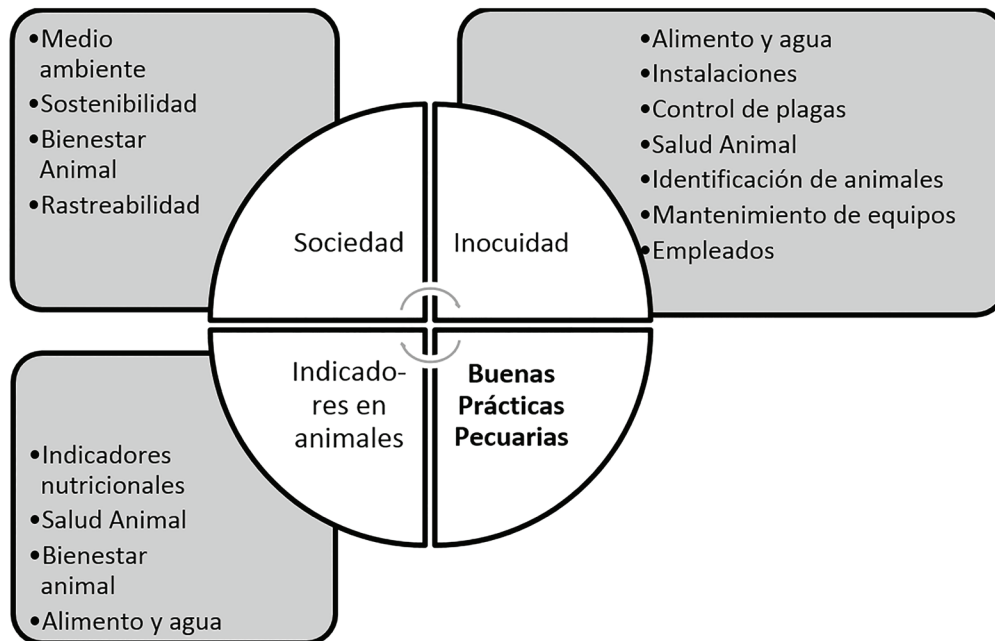 •Medio
ambiente
•Sostenibilidad
•Bienestar
Animal
•Rastreabilidad
•Alimento y agua
•Instalaciones
•Control de plagas
•Salud Animal
•Identificación de animales
•Mantenimiento de equipos
•Empleados
Sociedad
Inocuidad
Indicado-
res en
animales
Buenas
Prácticas
Pecuarias
•Indicadores
nutricionales
•Salud Animal
•Bienestar
animal
•Alimento y agua